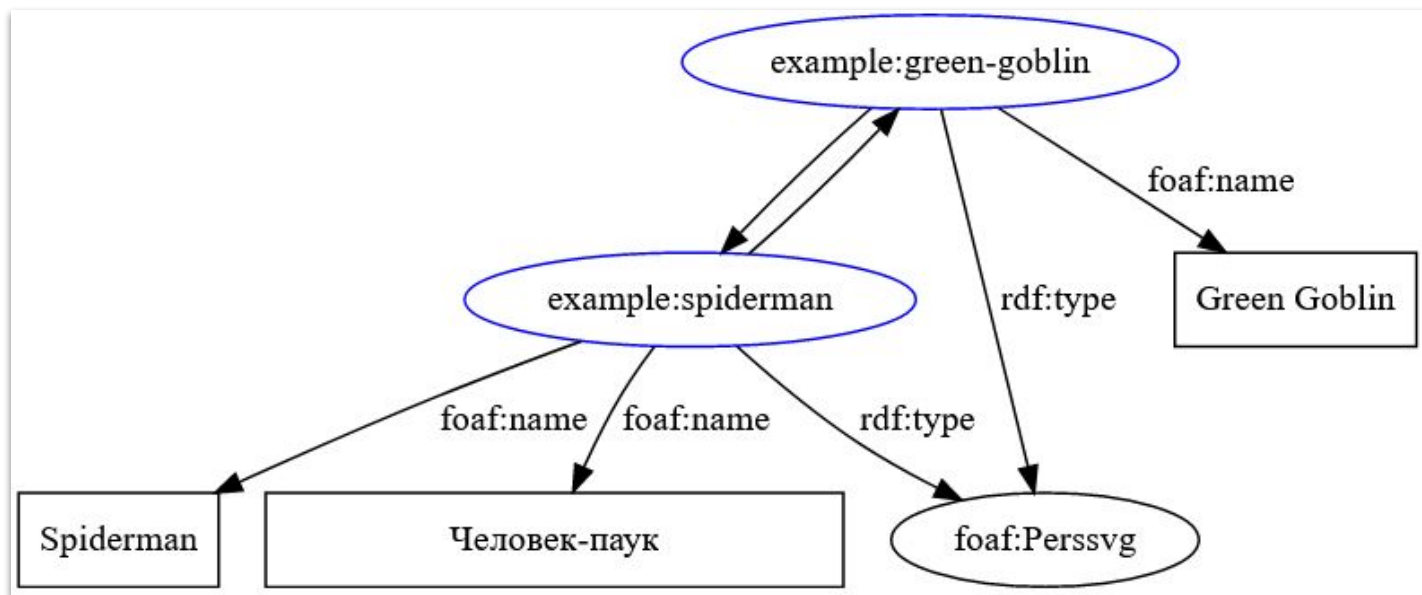 example:green-goblin
foaf:name
example:spiderman
rdf:type
Green Goblin
foaf:name
foaf:name
rdf:type
Spiderman
Человек-паук
foaf:Perssvg